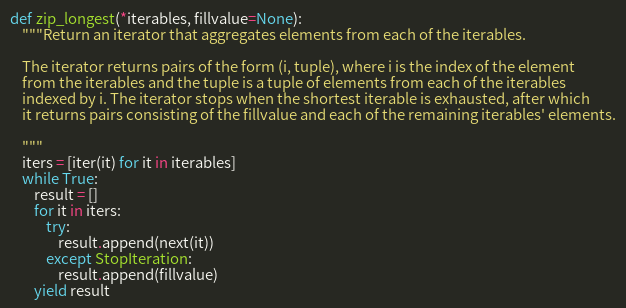 def zip_longest(*iterables, fillvalue=None):
    """Return an iterator that aggregates elements from each of the iterables.

    The iterator returns pairs of the form (i, tuple), where i is the index of the element
    from the iterables and the tuple is a tuple of elements from each of the iterables
    indexed by i. The iterator stops when the shortest iterable is exhausted, after which
    it returns pairs consisting of the fillvalue and each of the remaining iterables' elements.

    """
    iters = [iter(it) for it in iterables]
    while True:
        result = []
        for it in iters:
            try:
                result.append(next(it))
            except StopIteration:
                result.append(fillvalue)
        yield result